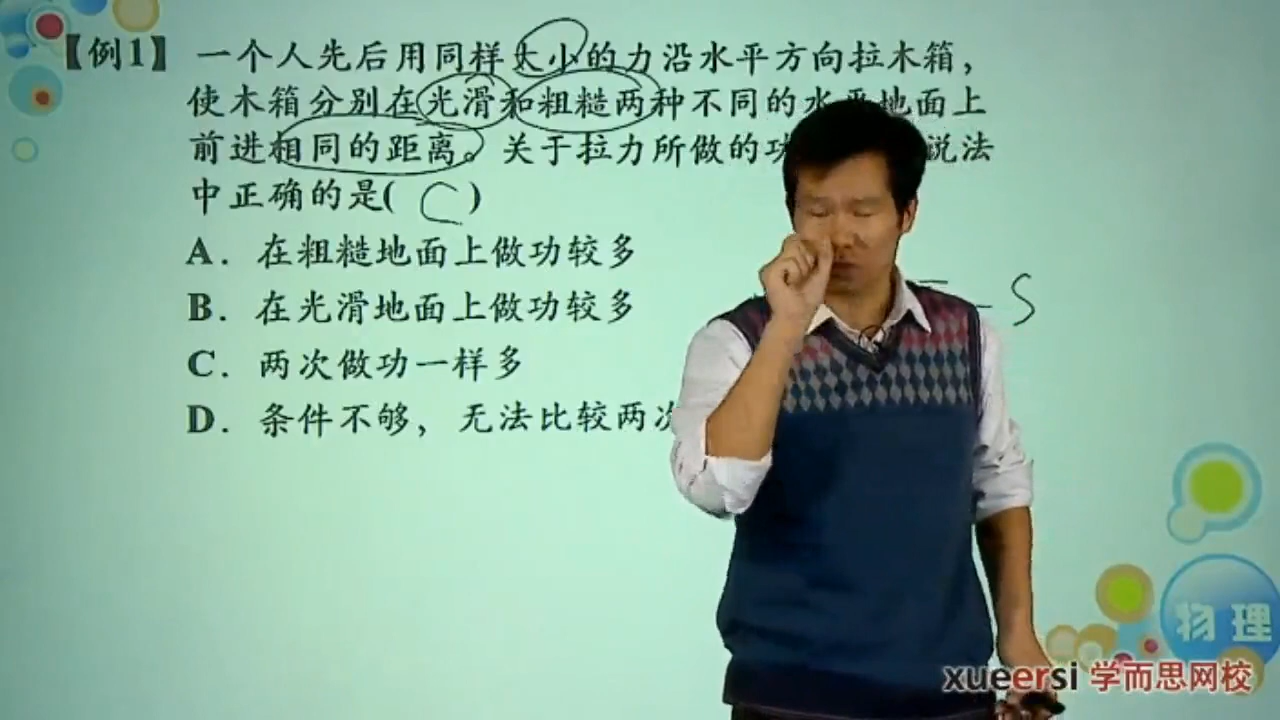 【例1】 一个人先后用同样大小的力沿水平方向拉木箱，
使木箱分别在光滑和粗糙两种不同的水平地面上
前进相同的距离。关于拉力所做的功 说法
中正确的是( C )
A. 在粗糙地面上做功较多
B. 在光滑地面上做功较多
C. 两次做功一样多
D. 条件不够，无法比较两次
S
物理
xueersi 学而思网校